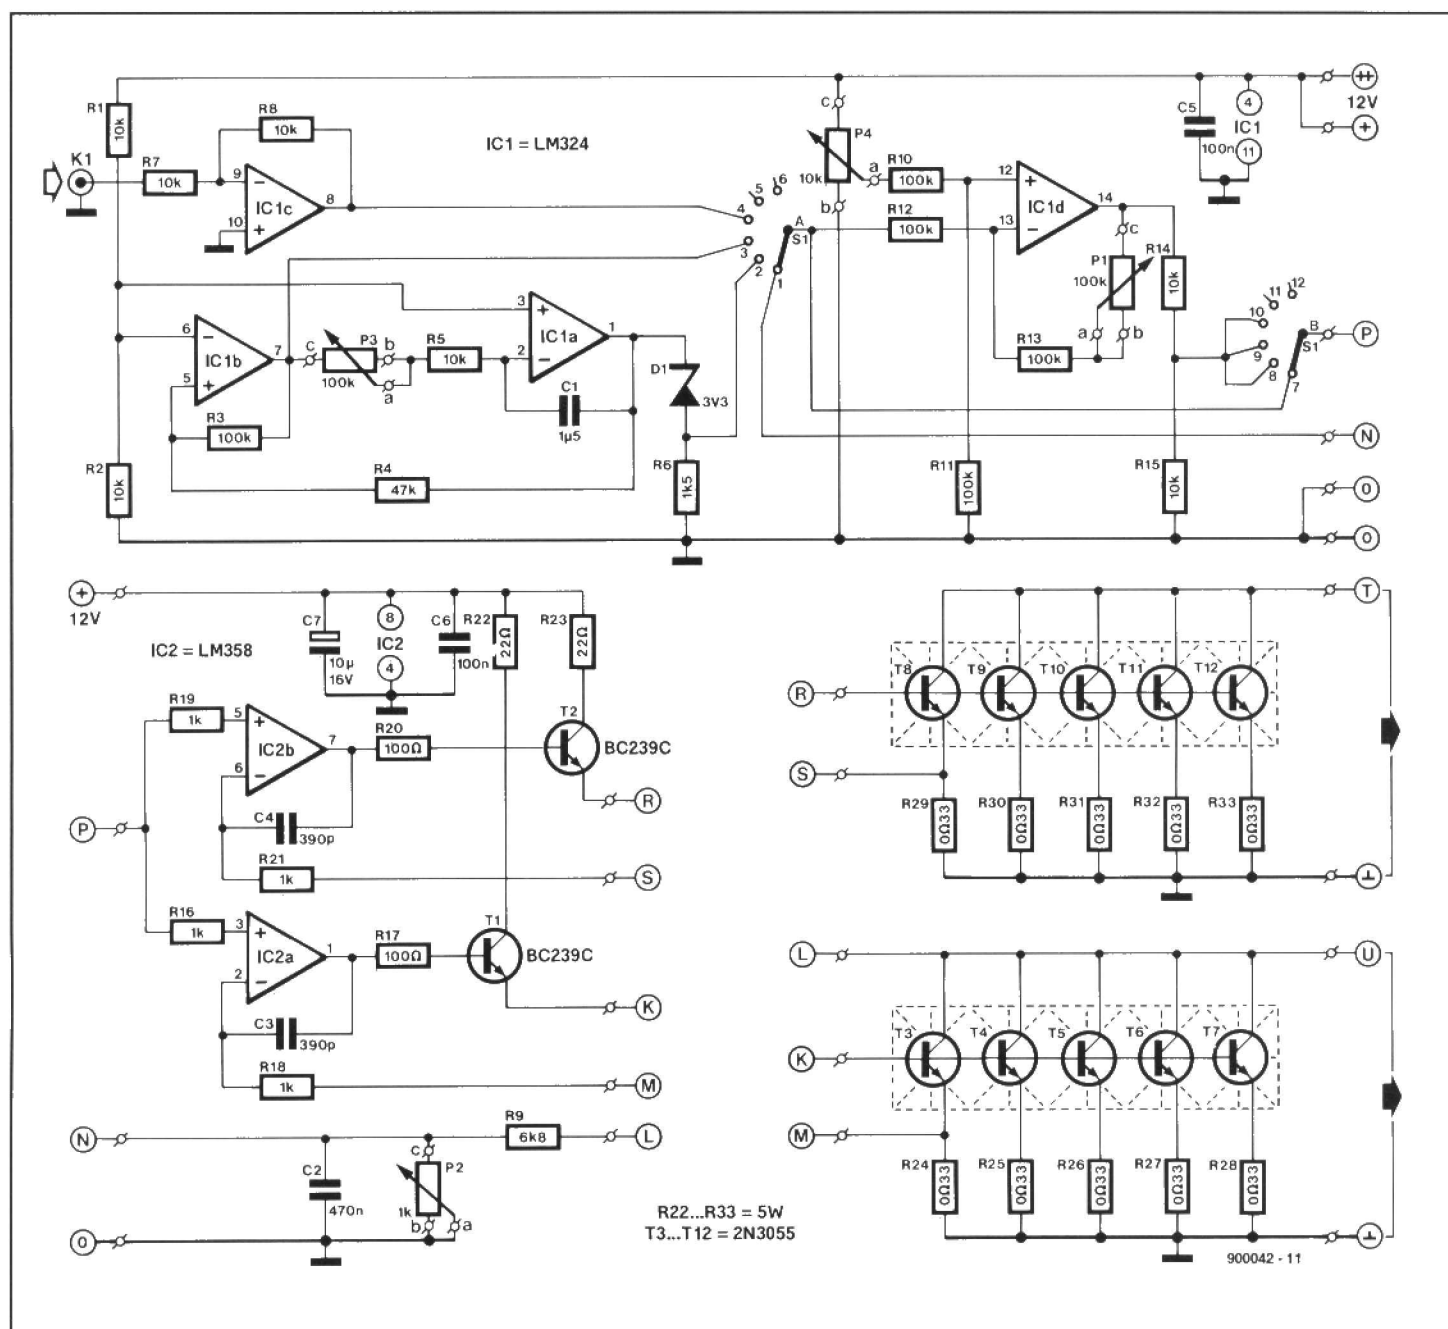 R1
10k
K1
R7
10k
R8
10k
9
10
8
IC1c
IC1 = LM324
C
P4
10k
a
b
R10
100k
R12
100k
12
13
14
IC1d
C5
100n
4
IC1
11
++
12V
+
4
5
6
3
2
1
A
S1
C
P1
100k
a
b
R13
100k
R14
10k
10
11
12
9
8
7
B
S1
P
6
5
7
IC1b
R3
100k
R4
47k
C
P3
100k
b
a
R5
10k
3
2
1
IC1a
C1
1µ5
D1
3V3
R2
10k
R6
1k5
R11
100k
R15
10k
N
0
0
+
12V
IC2 = LM358
C7
10µ
16V
8
IC2
4
C6
100n
R22
22Ω
R23
22Ω
R19
1k
5
6
7
IC2b
R20
100Ω
T2
BC239C
R
P
C4
390p
R21
1k
S
R16
1k
3
2
1
IC2a
R17
100Ω
T1
BC239C
K
C3
390p
R18
1k
M
N
R9
6k8
L
C2
470n
C
P2
1k
b
a
0
T
R
T8
T9
T10
T11
T12
S
R29
0Ω33
R30
0Ω33
R31
0Ω33
R32
0Ω33
R33
0Ω33
L
U
K
T3
T4
T5
T6
T7
M
R24
0Ω33
R25
0Ω33
R26
0Ω33
R27
0Ω33
R28
0Ω33
R22...R33 = 5W
T3...T12 = 2N3055
900042 - 11